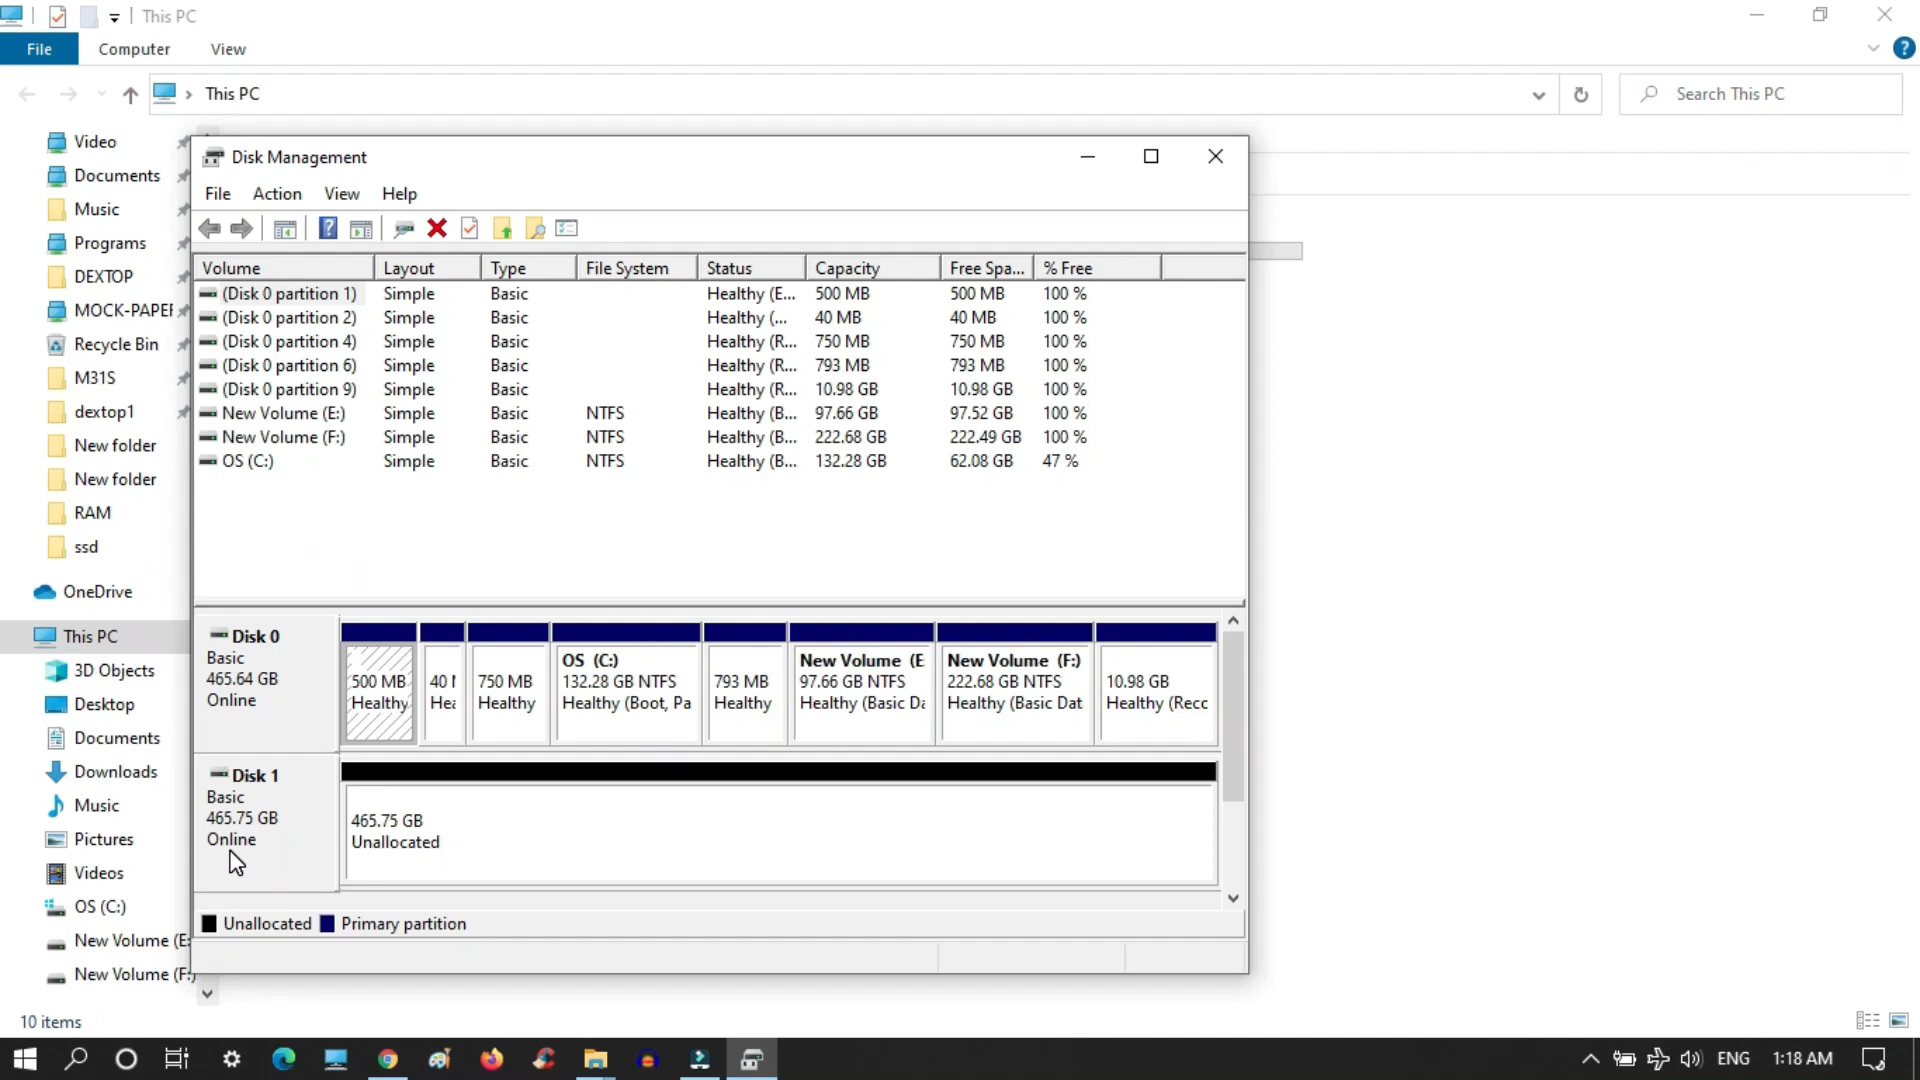 This PC
File Computer View
This PC
Search This PC
Video
Documents
Music
Programs
DEXTOP
MOCK-PAPE
Recycle Bin
M31S
dextop1
New folder
New folder
RAM
ssd
OneDrive
This PC
3D Objects
Desktop
Documents
Downloads
Music
Pictures
Videos
OS (C:)
New Volume (E:
New Volume (F:)
10 items
Disk Management
File Action View Help
Volume Layout Type File System Status Capacity Free Spa... % Free
(Disk 0 partition 1) Simple Basic Healthy (E... 500 MB 500 MB 100 %
(Disk 0 partition 2) Simple Basic Healthy (... 40 MB 40 MB 100 %
(Disk 0 partition 4) Simple Basic Healthy (R... 750 MB 750 MB 100 %
(Disk 0 partition 6) Simple Basic Healthy (R... 793 MB 793 MB 100 %
(Disk 0 partition 9) Simple Basic Healthy (R... 10.98 GB 10.98 GB 100 %
New Volume (E:) Simple Basic NTFS Healthy (B... 97.66 GB 97.52 GB 100 %
New Volume (F:) Simple Basic NTFS Healthy (B... 222.68 GB 222.49 GB 100 %
OS (C:) Simple Basic NTFS Healthy (B... 132.28 GB 62.08 GB 47 %
Disk 0
Basic
465.64 GB
Online
500 MB
Healthy
40
Hea
750 MB
Healthy
OS (C:)
132.28 GB NTFS
Healthy (Boot, Pa
793 MB
Healthy
New Volume (E
97.66 GB NTFS
Healthy (Basic Da
New Volume (F:)
222.68 GB NTFS
Healthy (Basic Dat
10.98 GB
Healthy (Recc
Disk 1
Basic
465.75 GB
Online
465.75 GB
Unallocated
Unallocated Primary partition
ENG 1:18 AM